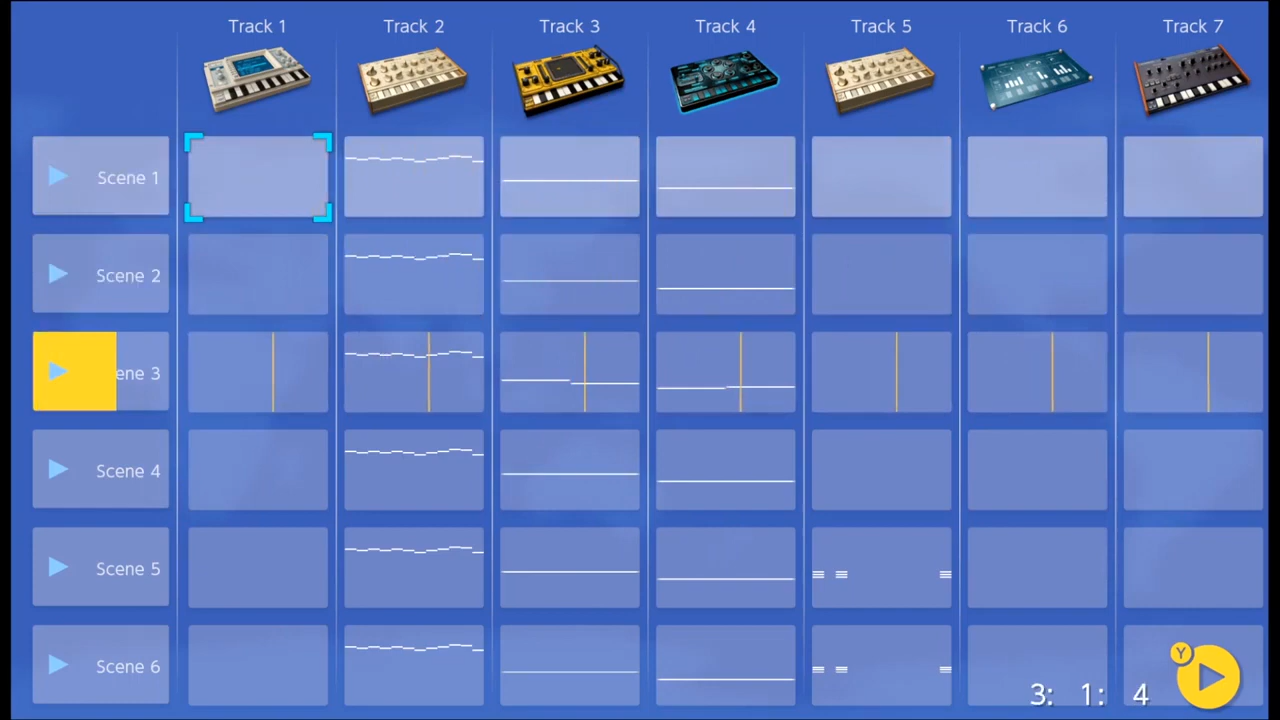 Track 1 Track 2 Track 3 Track 4 Track 5 Track 6 Track 7
Scene 1
Scene 2
ene 3
Scene 4
Scene 5
Scene 6
Y
3: 1: 4